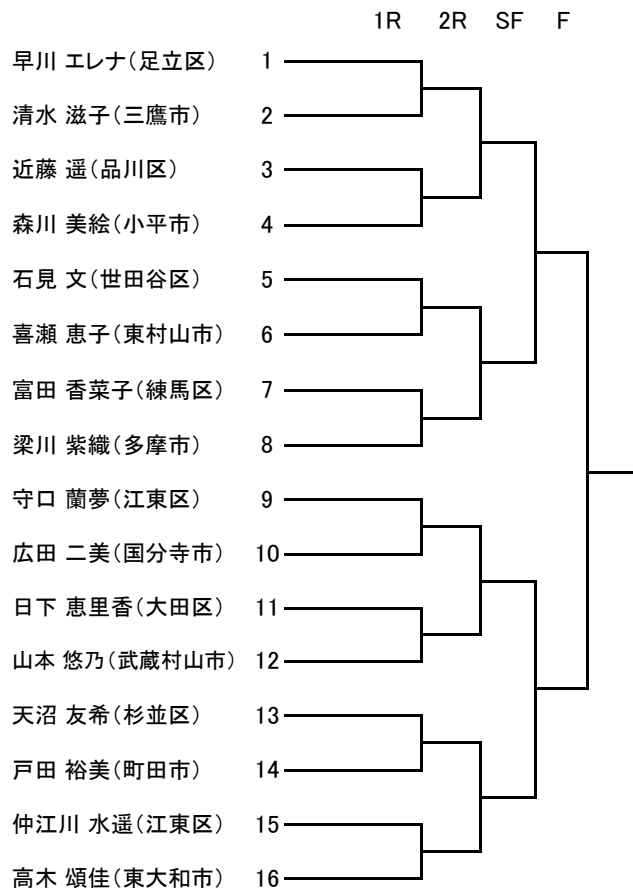 1R 2R SF F
早川 エレナ(足立区) 1
清水 滋子(三鷹市) 2
近藤 遥(品川区) 3
森川 美絵(小平市) 4
石見 文(世田谷区) 5
喜瀬 恵子(東村山市) 6
富田 香菜子(練馬区) 7
梁川 紫織(多摩市) 8
守口 蘭夢(江東区) 9
広田 二美(国分寺市) 10
日下 恵里香(大田区) 11
山本 悠乃(武蔵村山市) 12
天沼 友希(杉並区) 13
戸田 裕美(町田市) 14
仲江川 水遥(江東区) 15
高木 頌佳(東大和市) 16